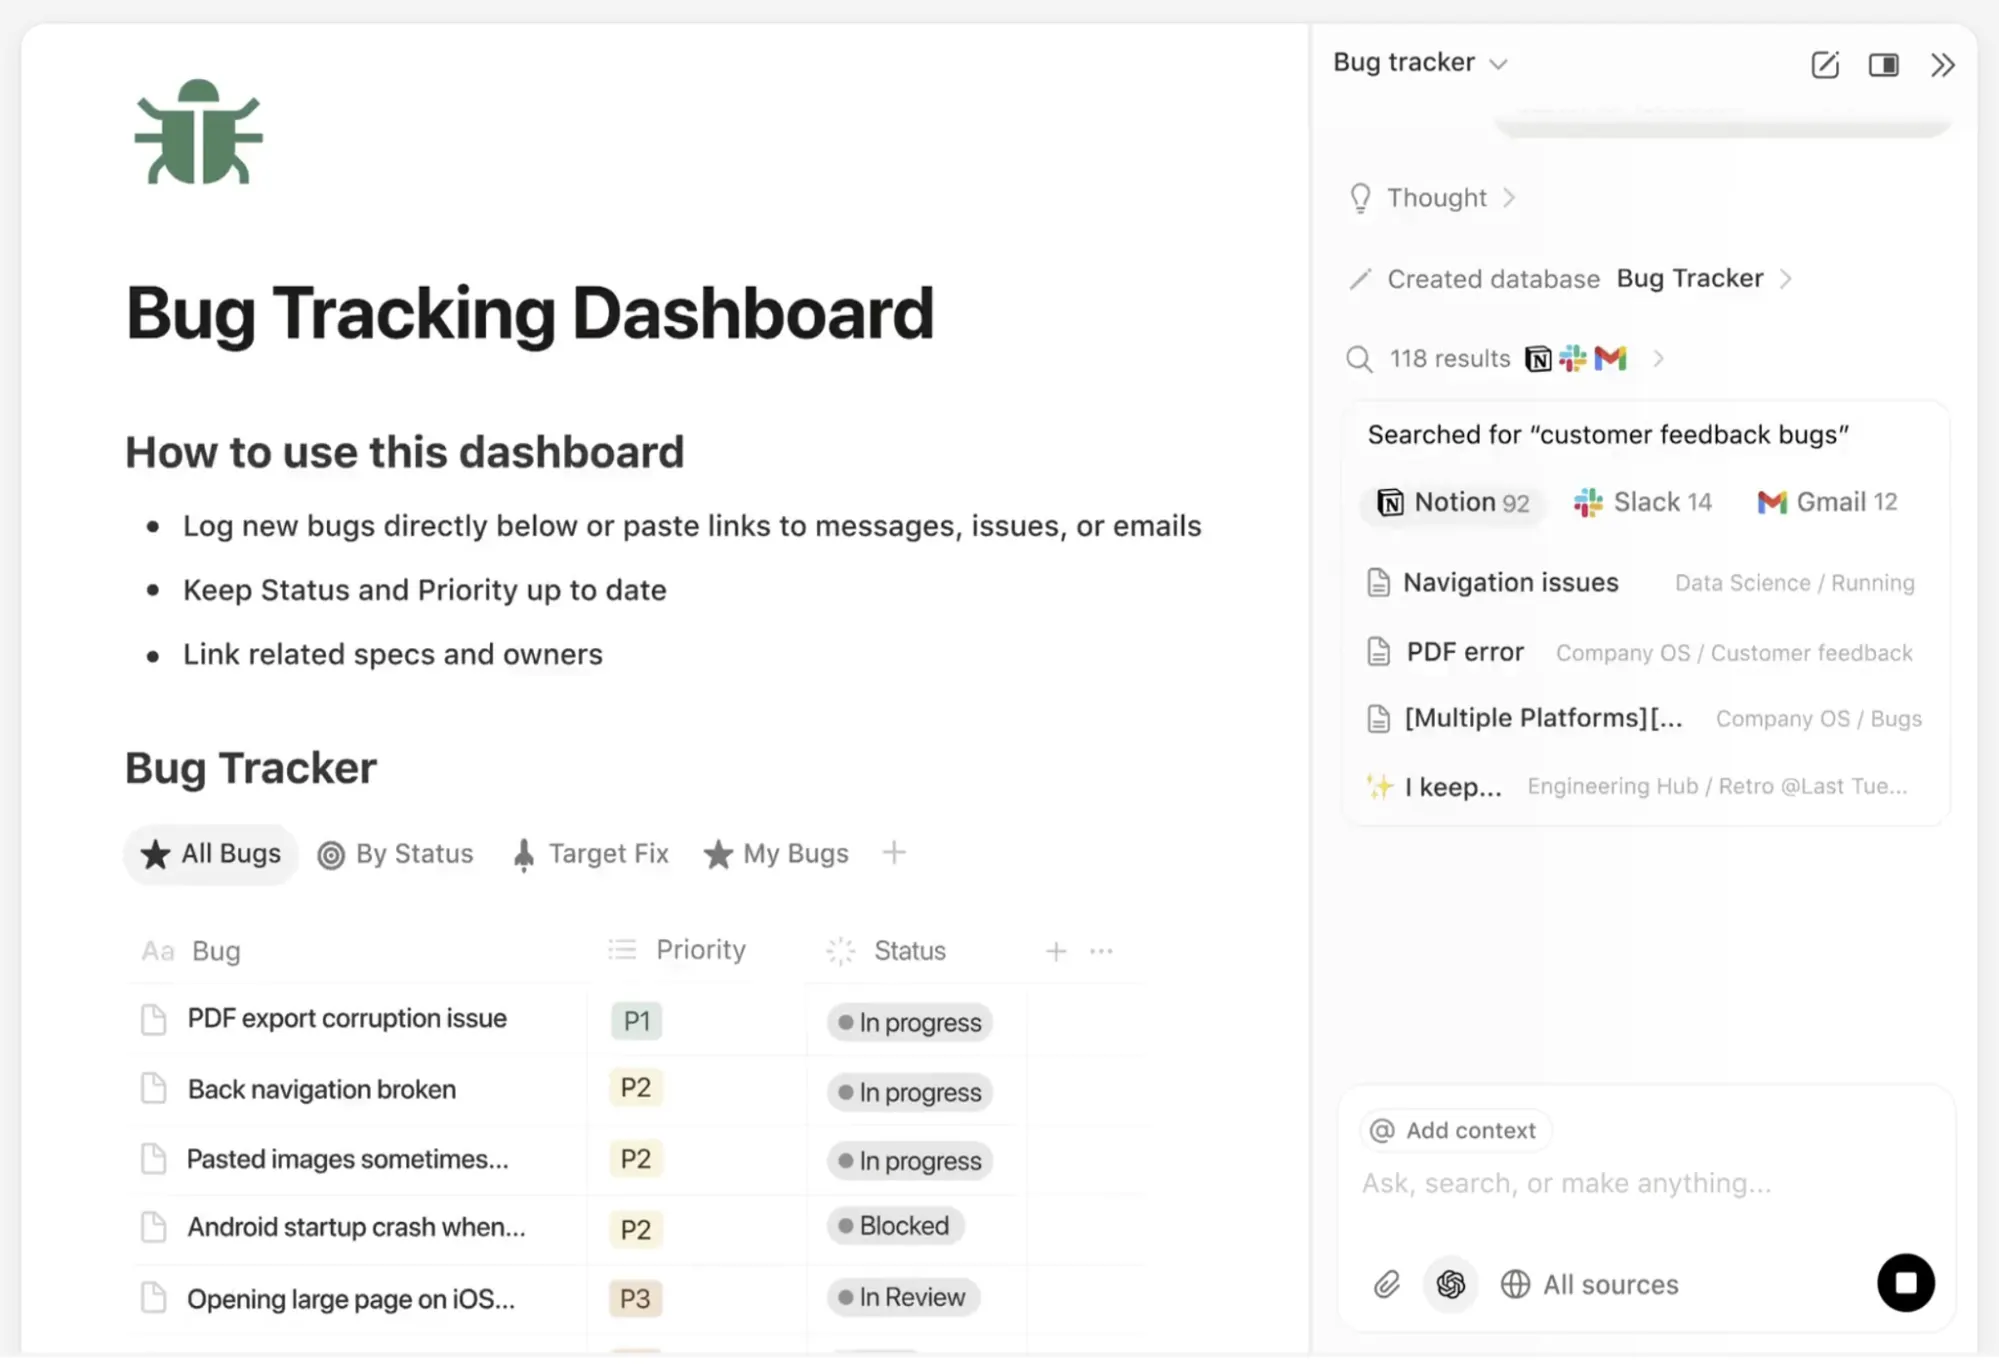 Bug Tracking Dashboard
How to use this dashboard
• Log new bugs directly below or paste links to messages, issues, or emails
• Keep Status and Priority up to date
• Link related specs and owners
Bug Tracker
All Bugs By Status Target Fix My Bugs +
Aa Bug Priority Status + ...
PDF export corruption issue P1 In progress
Back navigation broken P2 In progress
Pasted images sometimes... P2 In progress
Android startup crash when... P2 Blocked
Opening large page on iOS... P3 In Review
Bug tracker
Thought
Created database Bug Tracker
118 results
Searched for “customer feedback bugs”
Notion 92 Slack 14 Gmail 12
Navigation issues Data Science / Running
PDF error Company OS / Customer feedback
[Multiple Platforms][... Company OS / Bugs
✨ I keep... Engineering Hub / Retro @Last Tue...
@ Add context
Ask, search, or make anything...
All sources